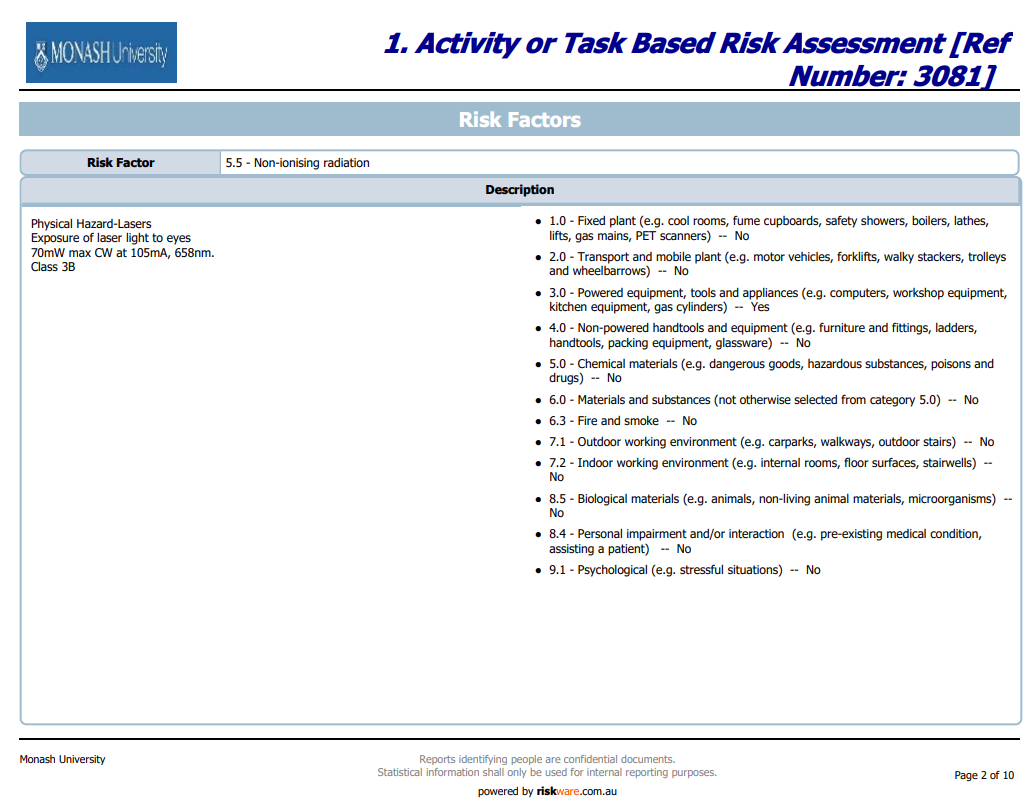 MONASH University
1. Activity or Task Based Risk Assessment [Ref
Number: 3081]
Risk Factors
Risk Factor
5.5 - Non-ionising radiation
Description
Physical Hazard-Lasers
Exposure of laser light to eyes
70mW max CW at 105mA, 658nm.
Class 3B
● 1.0 - Fixed plant (e.g. cool rooms, fume cupboards, safety showers, boilers, lathes,
lifts, gas mains, PET scanners) -- No
● 2.0 - Transport and mobile plant (e.g. motor vehicles, forklifts, walky stackers, trolleys
and wheelbarrows) -- No
● 3.0 - Powered equipment, tools and appliances (e.g. computers, workshop equipment,
kitchen equipment, gas cylinders) -- Yes
● 4.0 - Non-powered handtools and equipment (e.g. furniture and fittings, ladders,
handtools, packing equipment, glassware) -- No
● 5.0 - Chemical materials (e.g. dangerous goods, hazardous substances, poisons and
drugs) -- No
● 6.0 - Materials and substances (not otherwise selected from category 5.0) -- No
● 6.3 - Fire and smoke -- No
● 7.1 - Outdoor working environment (e.g. carparks, walkways, outdoor stairs) -- No
● 7.2 - Indoor working environment (e.g. internal rooms, floor surfaces, stairwells) --
No
● 8.5 - Biological materials (e.g. animals, non-living animal materials, microorganisms) --
No
● 8.4 - Personal impairment and/or interaction (e.g. pre-existing medical condition,
assisting a patient) -- No
● 9.1 - Psychological (e.g. stressful situations) -- No
Monash University
Reports identifying people are confidential documents.
Statistical information shall only be used for internal reporting purposes.
powered by riskware.com.au
Page 2 of 10